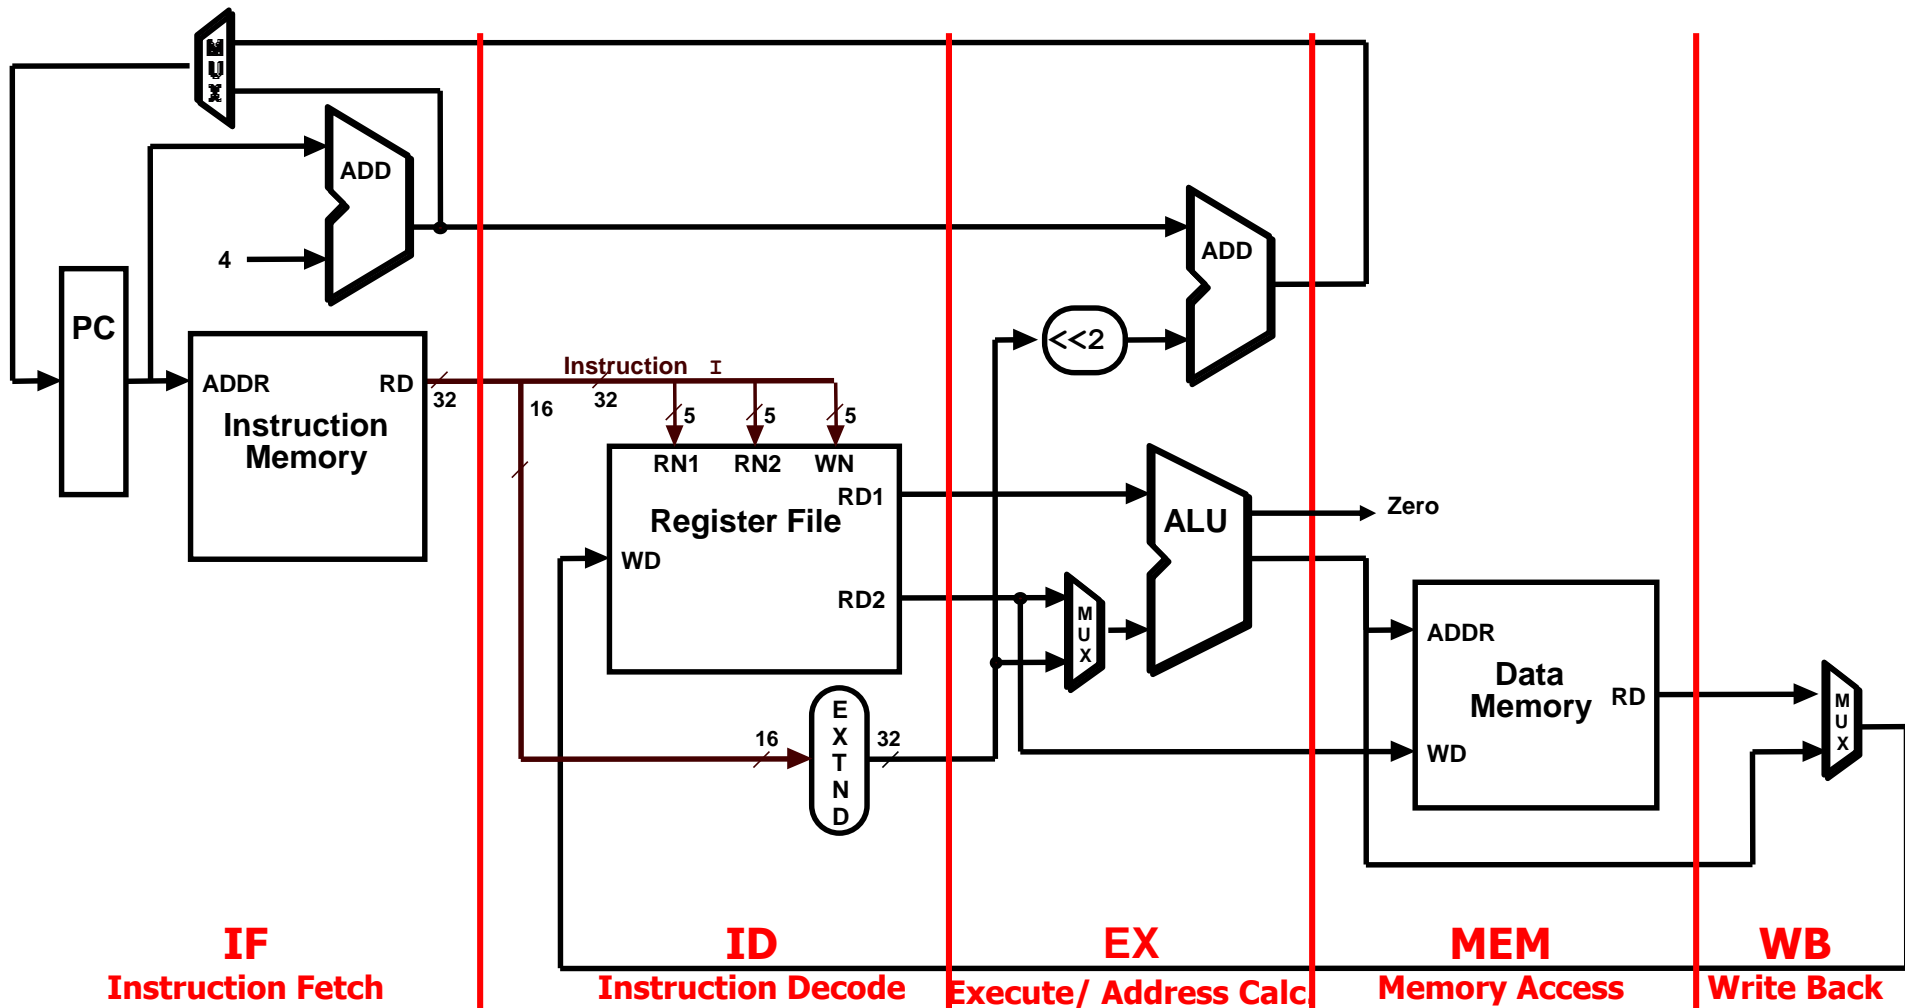 MUX
ADD
4
PC
ADDR
RD
32
Instruction
Memory
Instruction I
16
32
5
5
5
RN1
RN2
WN
RD1
Register File
WD
RD2
16
EXTND
32
<<2
ADD
ALU
Zero
MUX
ADDR
Data
Memory
RD
WD
MUX
IF
Instruction Fetch
ID
Instruction Decode
EX
Execute/ Address Calc.
MEM
Memory Access
WB
Write Back